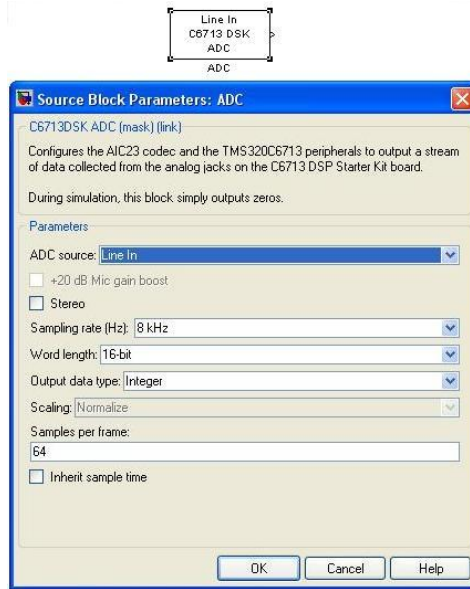 Line In
C6713 DSK
ADC
ADC
Source Block Parameters: ADC
C6713DSK ADC (mask) (link)
Configures the AIC23 codec and the TMS320C6713 peripherals to output a stream
of data collected from the analog jacks on the C6713 DSP Starter Kit board.
During simulation, this block simply outputs zeros.
Parameters
ADC source: Line In
+20 dB Mic gain boost
Stereo
Sampling rate (Hz): 8 kHz
Word length: 16-bit
Output data type: Integer
Scaling: Normalize
Samples per frame:
64
Inherit sample time
OK Cancel Help